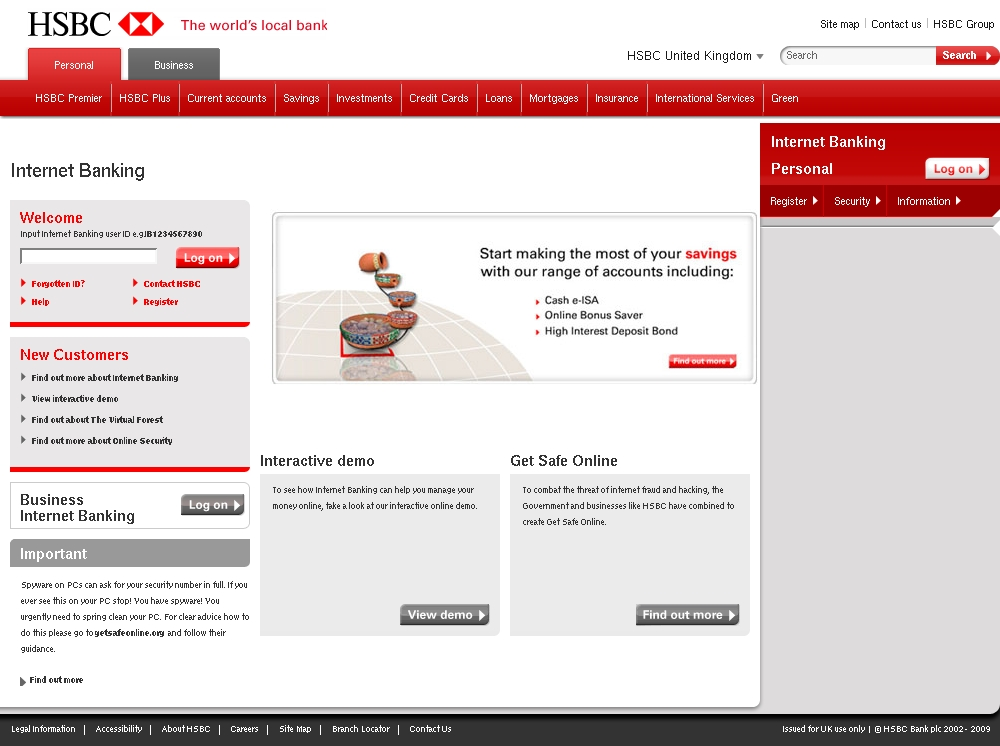 HSBC The world's local bank
Site map Contact us HSBC Group
Personal Business
HSBC United Kingdom Search Search
HSBC Premier HSBC Plus Current accounts Savings Investments Credit Cards Loans Mortgages Insurance International Services Green
Internet Banking
Personal Log on
Register Security Information
Internet Banking
Welcome
Input Internet Banking user ID e.g.IB1234567890
Log on
Forgotten ID? Contact HSBC
Help Register
Start making the most of your savings
with our range of accounts including:
Cash e-ISA
Online Bonus Saver
High Interest Deposit Bond
Find out more
New Customers
Find out more about Internet Banking
View interactive demo
Find out about The Virtual Forest
Find out more about Online Security
Business
Internet Banking
Log on
Important
Spyware on PCs can ask for your security number in full. If you
ever see this on your PC stop! You have spyware! You
urgently need to spring clean your PC. For clear advice how to
do this please go to getsafeonline.org and follow their
guidance.
Find out more
Interactive demo
To see how Internet Banking can help you manage your
money online, take a look at our interactive online demo.
View demo
Get Safe Online
To combat the threat of internet fraud and hacking, the
Government and businesses like HSBC have combined to
create Get Safe Online.
Find out more
Legal Information | Accessibility | About HSBC | Careers | Site Map | Branch Locator | Contact Us
Issued for UK use only | © HSBC Bank plc 2002 - 2009